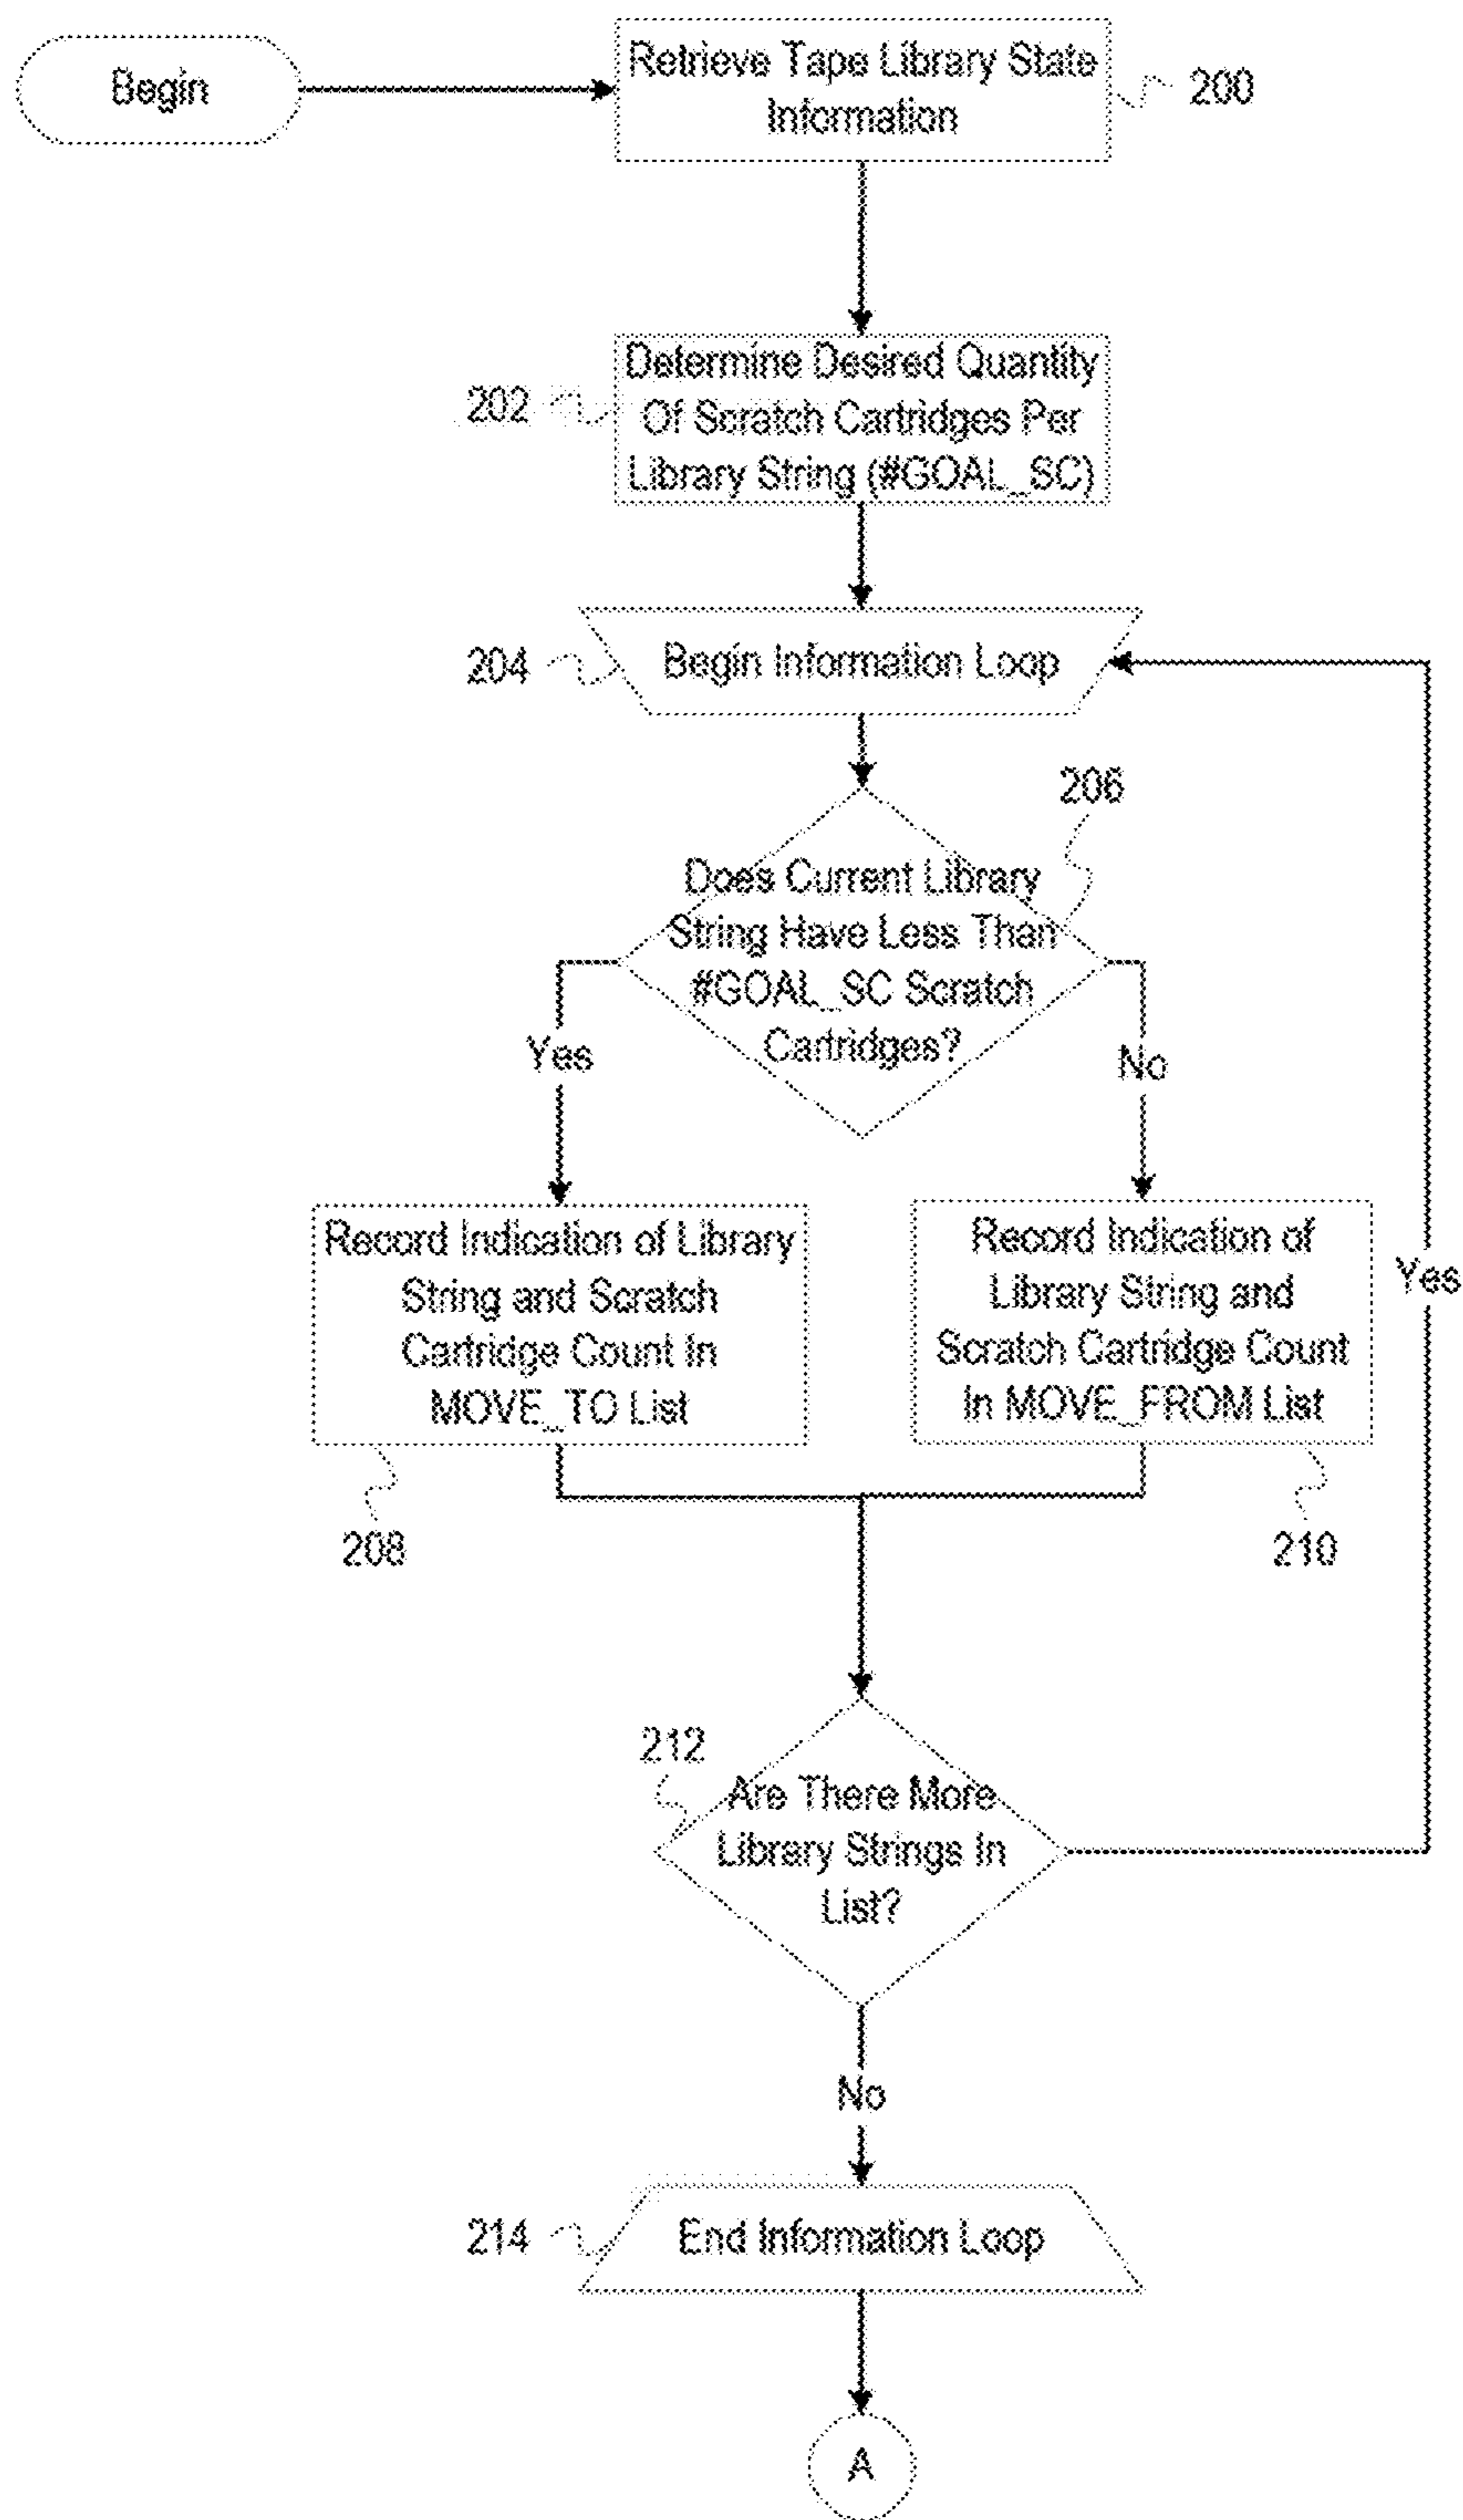 Begin
Retrieve Tape Library State
Information
200
Determine Desired Quantity
Of Scratch Cartridges Per
Library String (#GOAL_SC)
202
204
Begin Information Loop
206
Does Current Library
String Have Less Than
#GOAL_SC Scratch
Cartridges?
Yes
No
Record Indication of Library
String and Scratch
Cartridge Count In
MOVE_TO List
Record Indication of
Library String and
Scratch Cartridge Count
In MOVE_FROM List
Yes
208
210
212
Are There More
Library Strings In
List?
No
214
End Information Loop
A